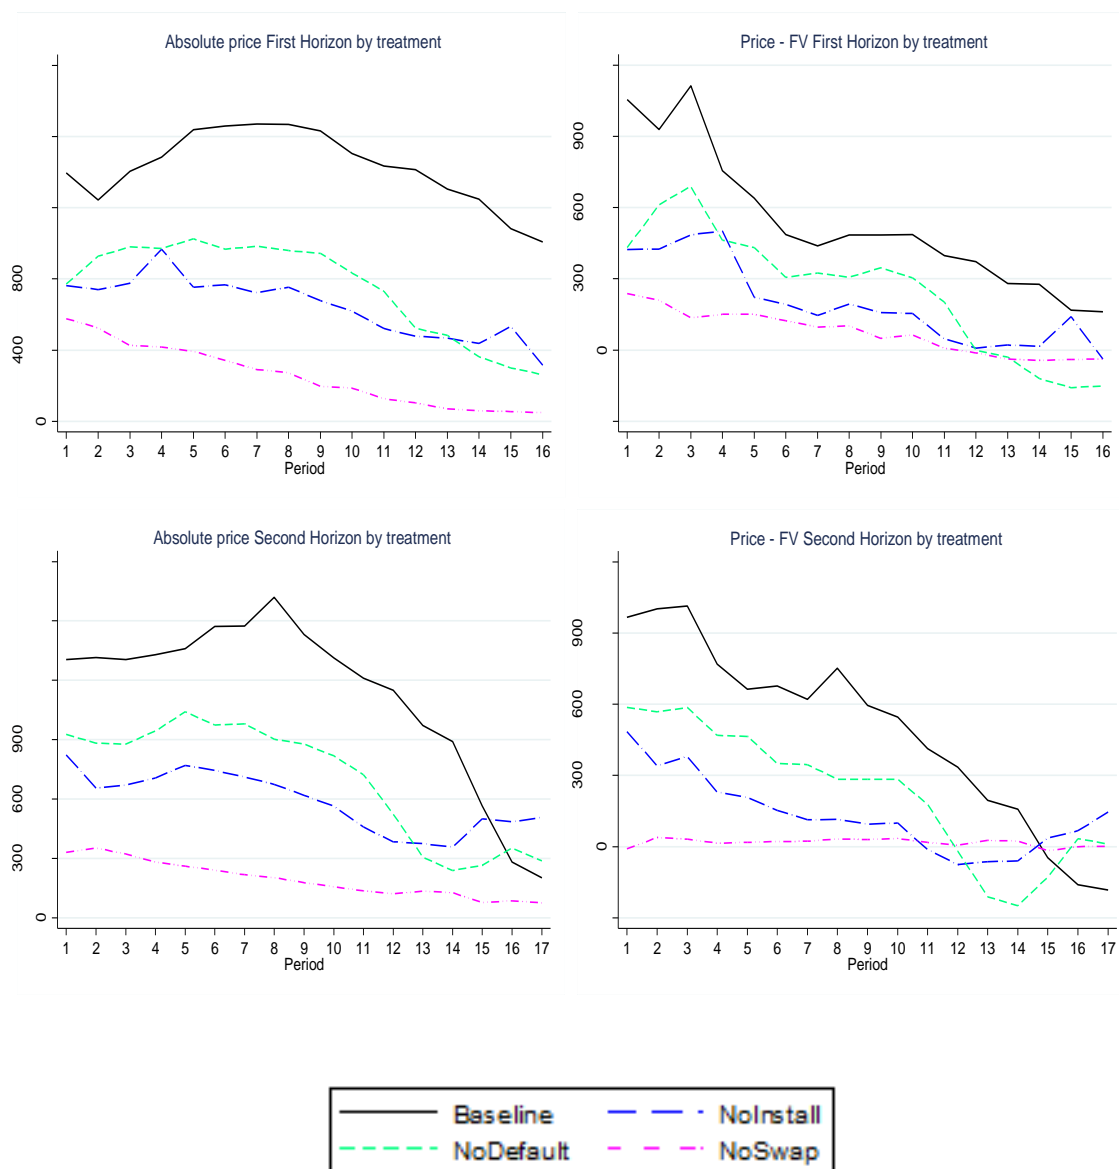 Absolute price First Horizon by treatment
800
400
0
1 2 3 4 5 6 7 8 9 10 11 12 13 14 15 16
Period
Price - FV First Horizon by treatment
900
600
300
0
1 2 3 4 5 6 7 8 9 10 11 12 13 14 15 16
Period
Absolute price Second Horizon by treatment
900
600
300
0
1 2 3 4 5 6 7 8 9 10 11 12 13 14 15 16 17
Period
Price - FV Second Horizon by treatment
900
600
300
0
1 2 3 4 5 6 7 8 9 10 11 12 13 14 15 16 17
Period
Baseline NoInstall
NoDefault NoSwap